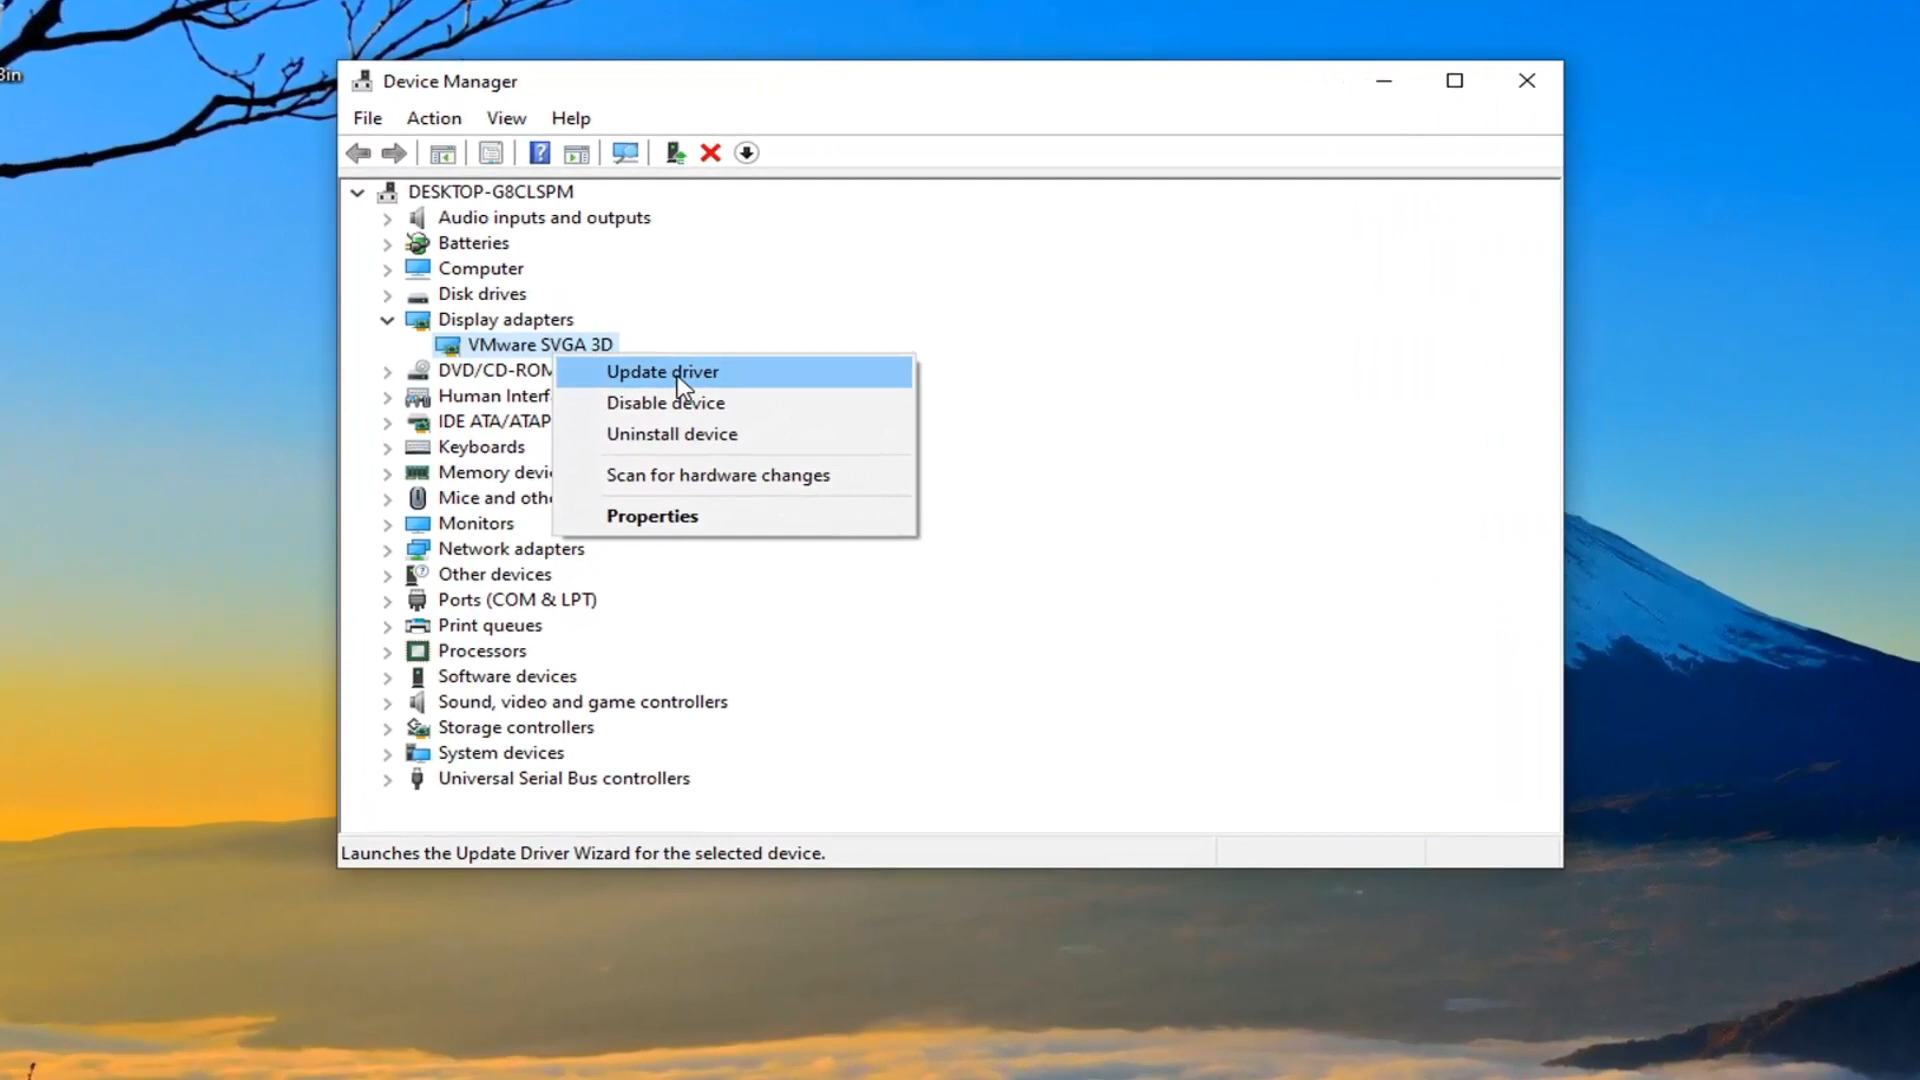 Bin
Device Manager
File Action View Help
DESKTOP-G8CLSPM
Audio inputs and outputs
Batteries
Computer
Disk drives
Display adapters
VMware SVGA 3D
DVD/CD-ROM
Update driver
Human Interf
Disable device
IDE ATA/ATAP
Uninstall device
Keyboards
Memory devi
Scan for hardware changes
Mice and othe
Properties
Monitors
Network adapters
Other devices
Ports (COM & LPT)
Print queues
Processors
Software devices
Sound, video and game controllers
Storage controllers
System devices
Universal Serial Bus controllers
Launches the Update Driver Wizard for the selected device.